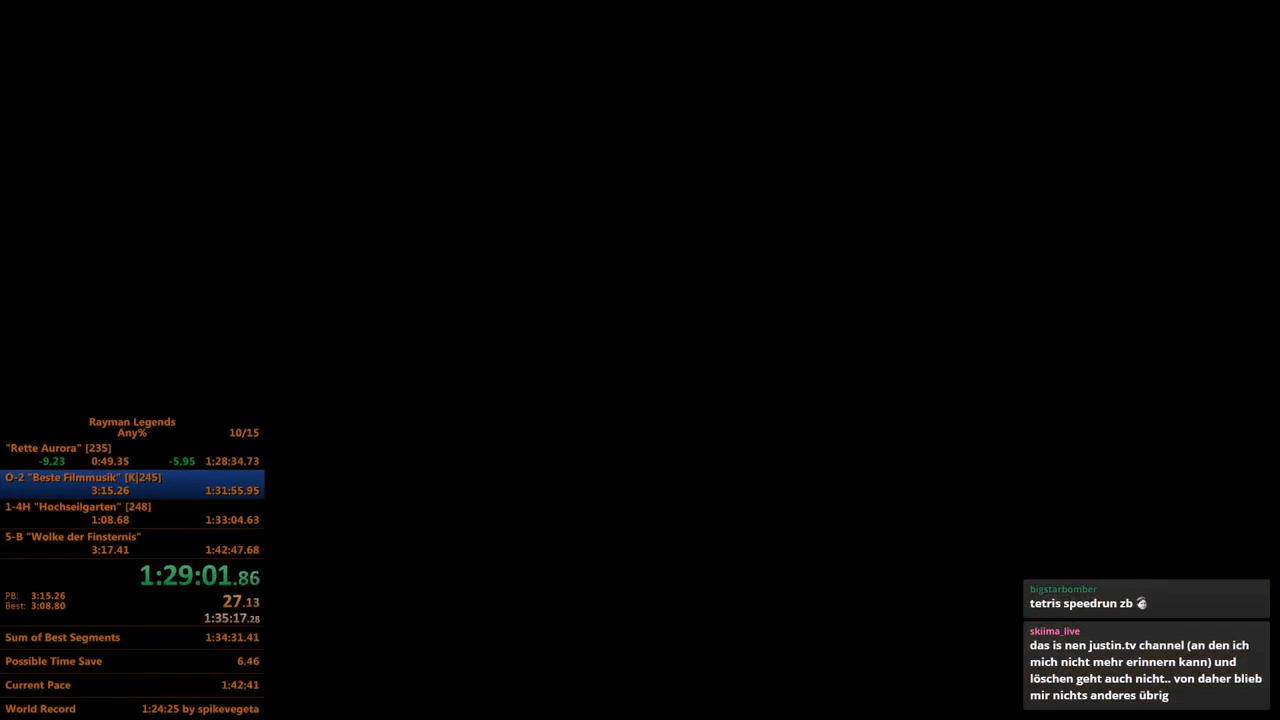 Rayman Legends
Any% 10/15
"Rette Aurora" [235]
-9.23 0:49.35 -5.95 1:28:34.73
O-2 "Beste Filmmusik" [K|245]
3:15.26 1:31:55.95
1-4H "Hochseilgarten" [248]
1:08.68 1:33:04.63
5-B "Wolke der Finsternis"
3:17.41 1:42:47.68
1:29:01.86
PB: 3:15.26
Best: 3:08.80
27.13
1:35:17.28
Sum of Best Segments 1:34:31.41
Possible Time Save 6.46
Current Pace 1:42:41
World Record 1:24:25 by spikevegeta
bigstarbomber
tetris speedrun zb
skiima_live
das is nen justin.tv channel (an den ich
mich nicht mehr erinnern kann) und
löschen geht auch nicht.. von daher blieb
mir nichts anderes übrig